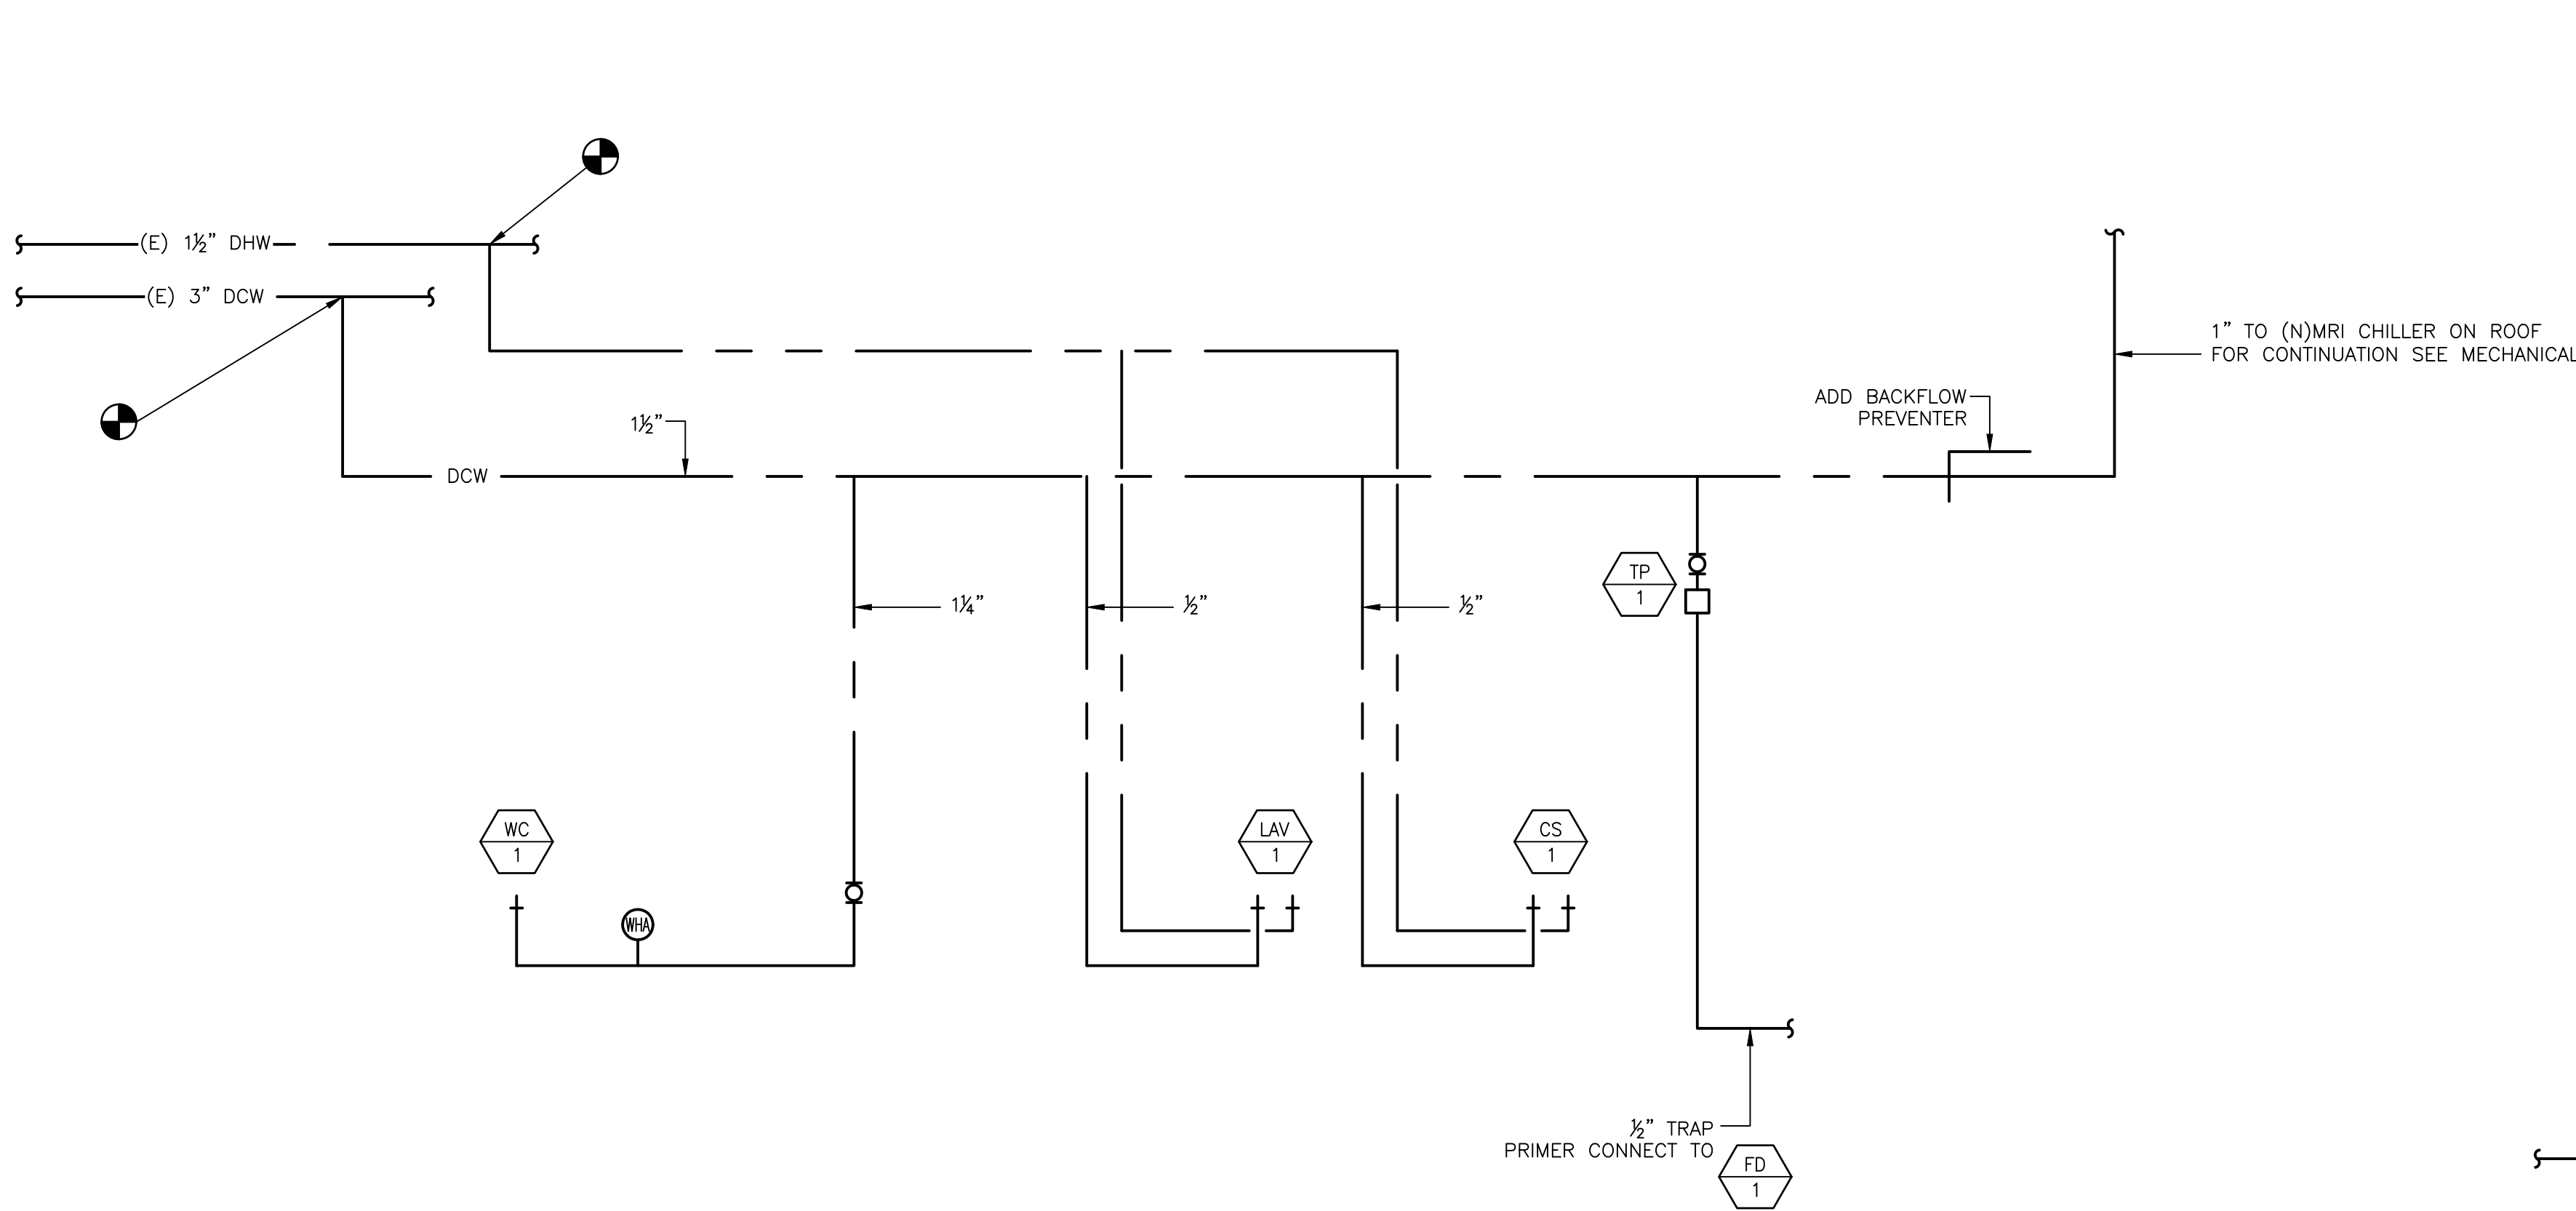 (E) 1½” DHW
(E) 3” DCW
1” TO (N)MRI CHILLER ON ROOF
FOR CONTINUATION SEE MECHANICAL
ADD BACKFLOW
PREVENTER
1½”
DCW
TP
1
1¼”
½”
½”
WC
1
LAV
1
CS
1
WHA
½” TRAP
PRIMER CONNECT TO
FD
1